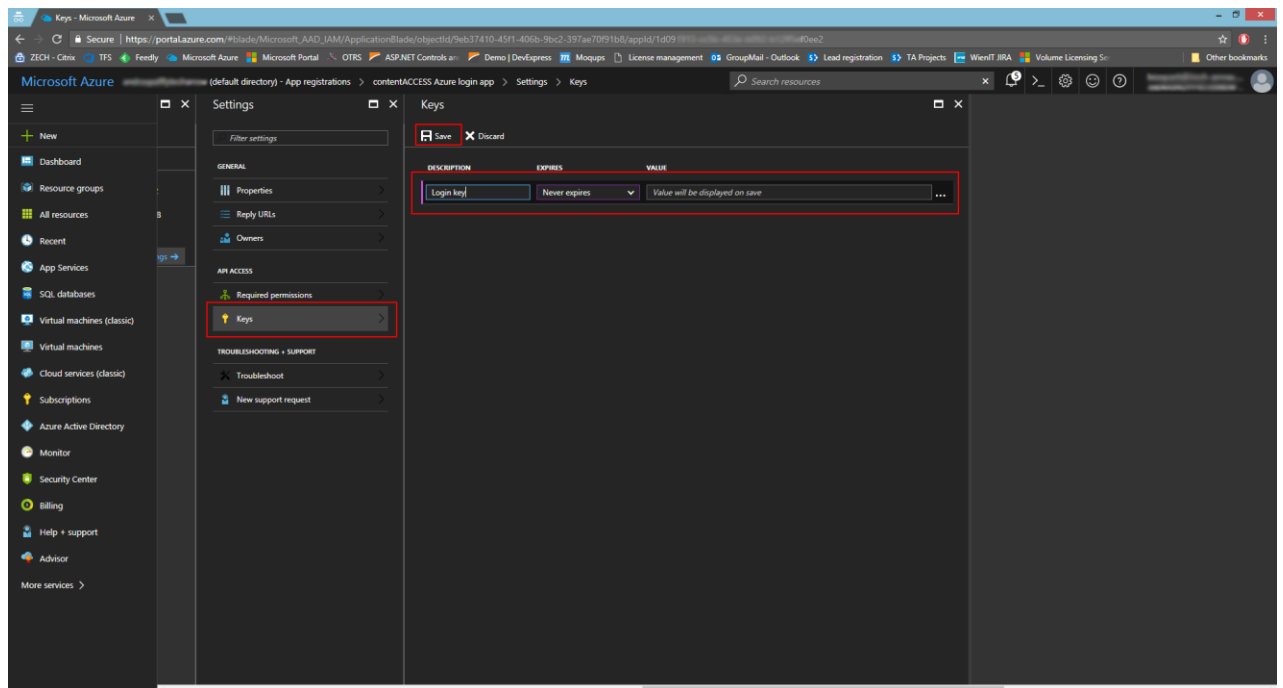 Keys - Microsoft Azure
Secure | https://portal.azure.com/#blade/Microsoft_AAD_IAM/ApplicationBlade/objectId/9eb37410-45f1-406b-9bc2-397ae70f91b8/appId/1d09 0ee2
ZECH - Citrix TFS Feedly Microsoft Azure Microsoft Portal OTRS ASP.NET Controls an Demo | DevExpress Moqups License management GroupMail - Outlook Lead registration TA Projects WienIT JIRA Volume Licensing Se Other bookmarks
Microsoft Azure (default directory) - App registrations > contentACCESS Azure login app > Settings > Keys Search resources
Settings
Keys
New
Dashboard
Resource groups
All resources
Recent
App Services
SQL databases
Virtual machines (classic)
Virtual machines
Cloud services (classic)
Subscriptions
Azure Active Directory
Monitor
Security Center
Billing
Help + support
Advisor
More services >
ngs →
Filter settings
GENERAL
Properties
Reply URLs
Owners
API ACCESS
Required permissions
Keys
TROUBLESHOOTING + SUPPORT
Troubleshoot
New support request
Save Discard
DESCRIPTION EXPIRES VALUE
Login key Never expires Value will be displayed on save ...